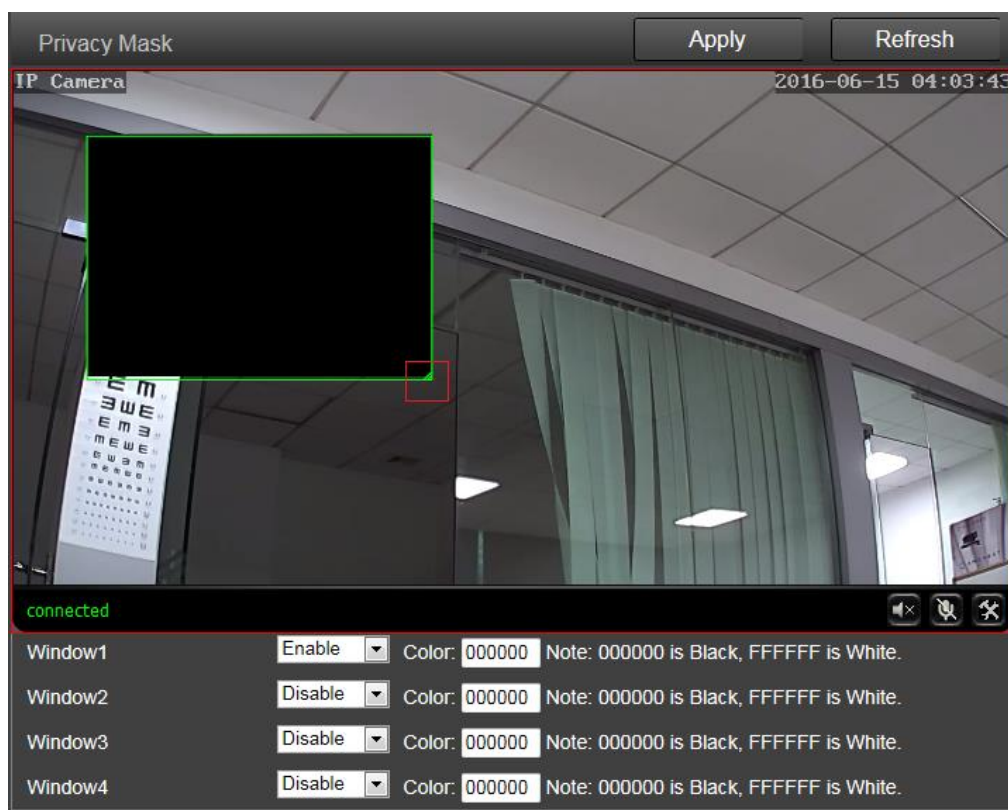 Privacy Mask Apply Refresh
IP Camera 2016-06-15 04:03:43
E m
E W E
E m E
m E W E
connected
Window1 Enable Color: 000000 Note: 000000 is Black, FFFFFF is White.
Window2 Disable Color: 000000 Note: 000000 is Black, FFFFFF is White.
Window3 Disable Color: 000000 Note: 000000 is Black, FFFFFF is White.
Window4 Disable Color: 000000 Note: 000000 is Black, FFFFFF is White.